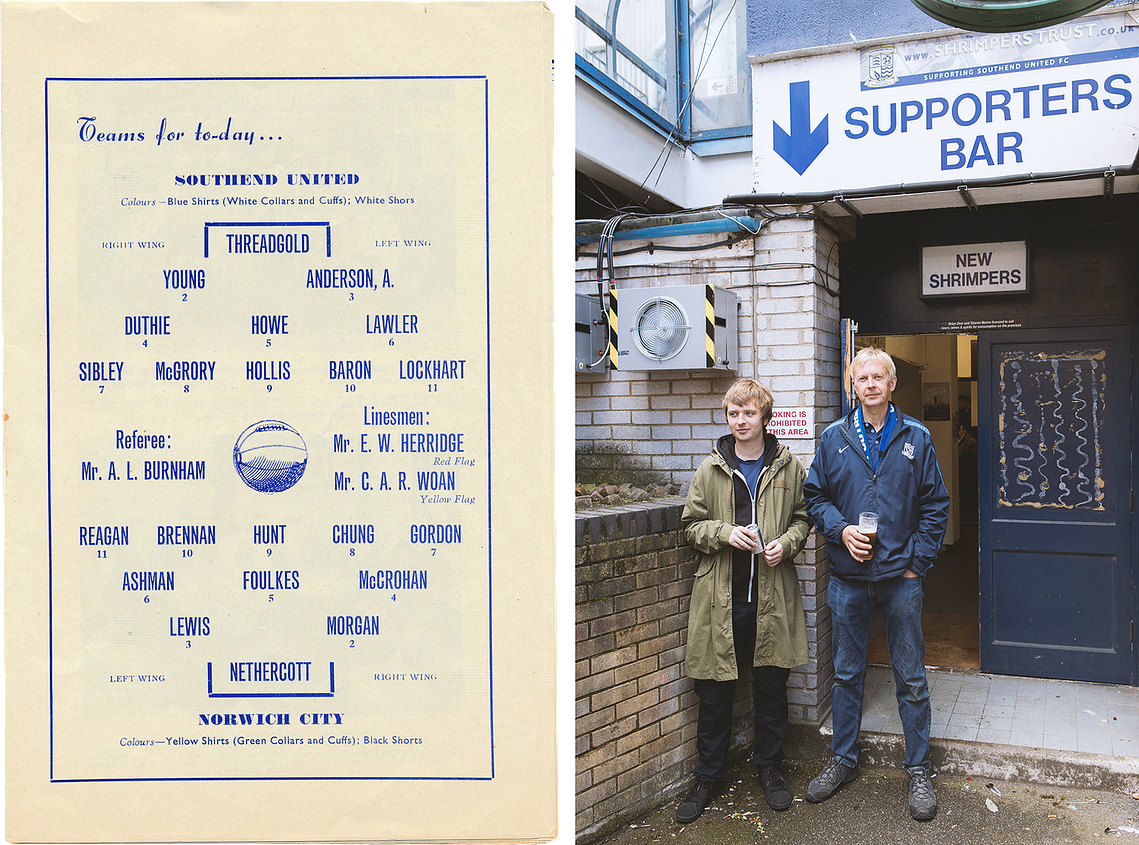 Teams for to-day...
SOUTHEND UNITED
Colours—Blue Shirts (White Collars and Cuffs); White Shors
RIGHT WING THREADGOLD LEFT WING
YOUNG ANDERSON, A.
2 3
DUTHIE HOWE LAWLER
4 5 6
SIBLEY McGRORY HOLLIS BARON LOCKHART
7 8 9 10 11
Referee:
Mr. A. L. BURNHAM
Linesmen:
Mr. E. W. HERRIDGE
Red Flag
Mr. C. A. R. WOAN
Yellow Flag
REAGAN BRENNAN HUNT CHUNG GORDON
11 10 9 8 7
ASHMAN FOULKES McCROHAN
6 5 4
LEWIS MORGAN
3 2
LEFT WING NETHERCOTT RIGHT WING
NORWICH CITY
Colours—Yellow Shirts (Green Collars and Cuffs); Black Shorts
www.SHRIMPERSTRUST.co.uk
SUPPORTING SOUTHEND UNITED FC
SUPPORTERS
BAR
NEW
SHRIMPERS
OKING IS
OHIBITED
THIS AREA